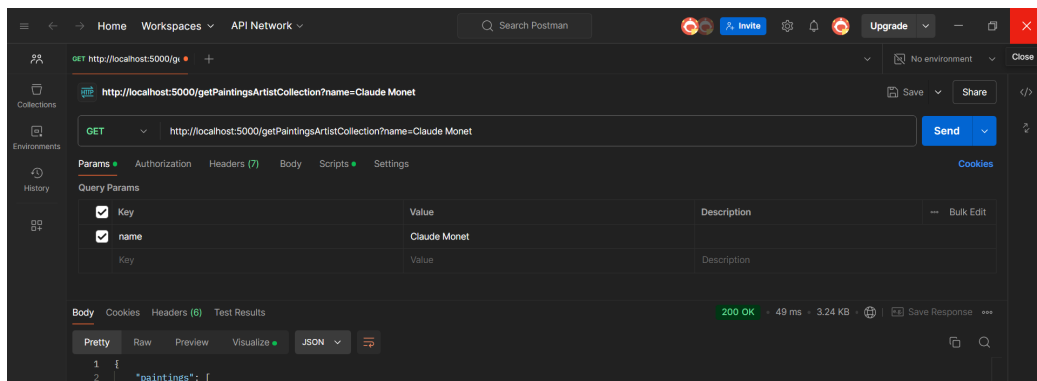 Home Workspaces API Network Search Postman Invite Upgrade
GET http://localhost:5000/ge No environment Close
HTTP http://localhost:5000/getPaintingsArtistCollection?name=Claude Monet Save Share
Collections
GET http://localhost:5000/getPaintingsArtistCollection?name=Claude Monet Send
Environments
Params Authorization Headers (7) Body Scripts Settings Cookies
History
Query Params
Key Value Description Bulk Edit
name Claude Monet
Key Value Description
Body Cookies Headers (6) Test Results 200 OK 49 ms 3.24 KB Save Response
Pretty Raw Preview Visualize JSON
1 {
2 "paintings": [